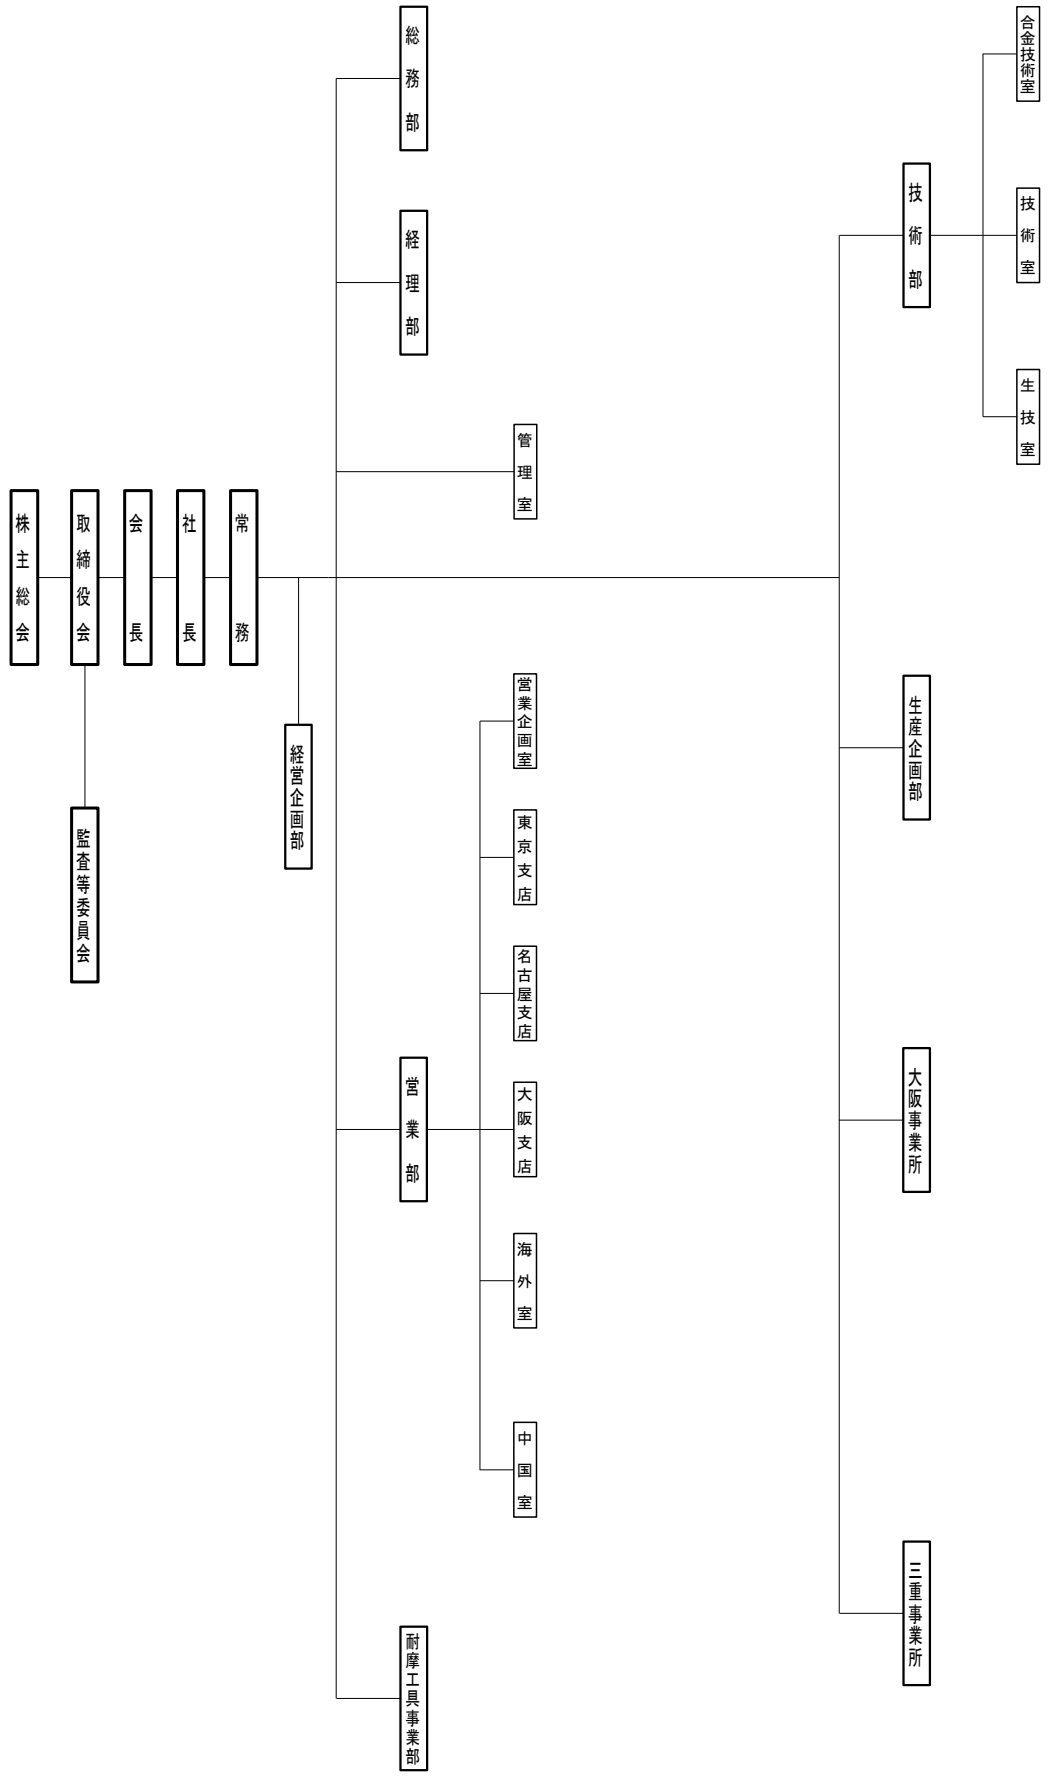 株主総会
取締役会
監査等委員会
会長
社長
常務
経営企画部
総務部
経理部
管理室
営業部
営業企画室
東京支店
名古屋支店
大阪支店
海外室
中国室
耐摩工具事業部
技術部
合金技術室
技術室
生技室
生産企画部
大阪事業所
三重事業所